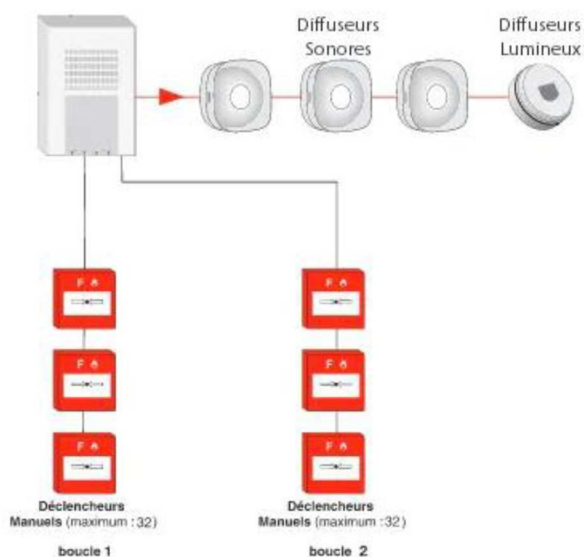 Diffuseurs
Sonores
Diffuseurs
Lumineux
F
F
F
F
F
F
Déclencheurs
Manuels (maximum : 32)
boucle 1
Déclencheurs
Manuels (maximum : 32)
boucle 2